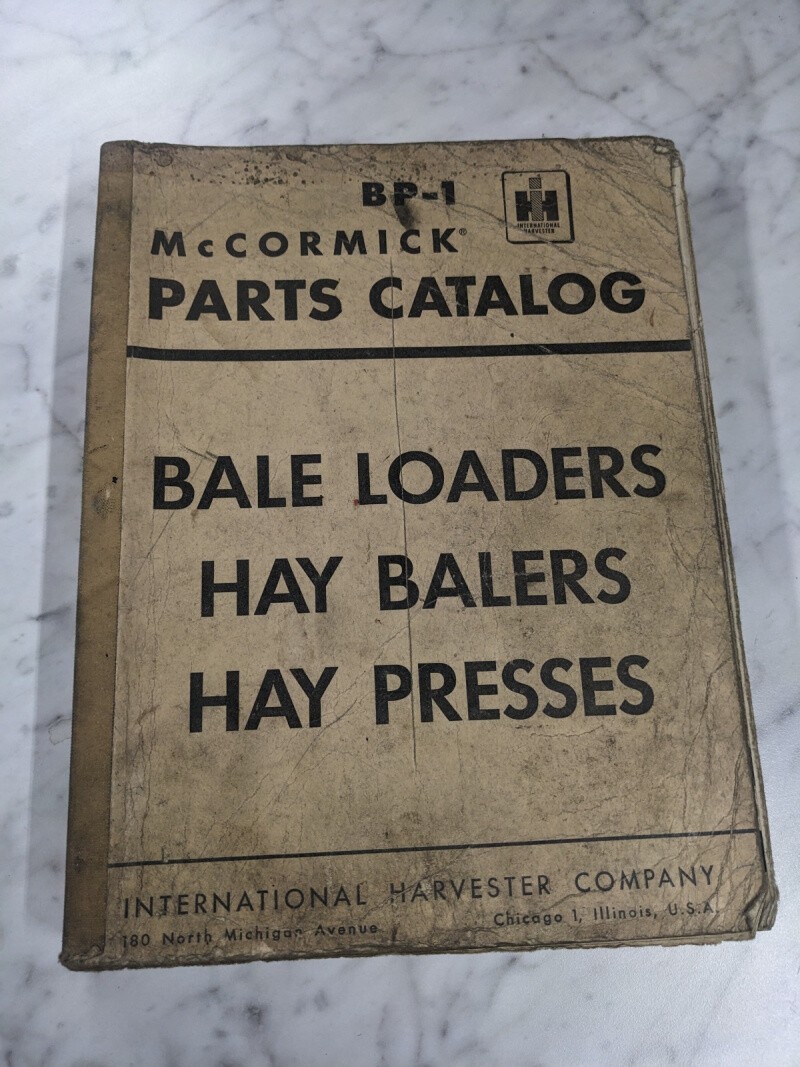 BP-1
IH
INTERNATIONAL
HARVESTER
McCORMICK®
PARTS CATALOG
BALE LOADERS
HAY BALERS
HAY PRESSES
INTERNATIONAL HARVESTER COMPANY
180 North Michigan Avenue Chicago 1, Illinois, U.S.A.